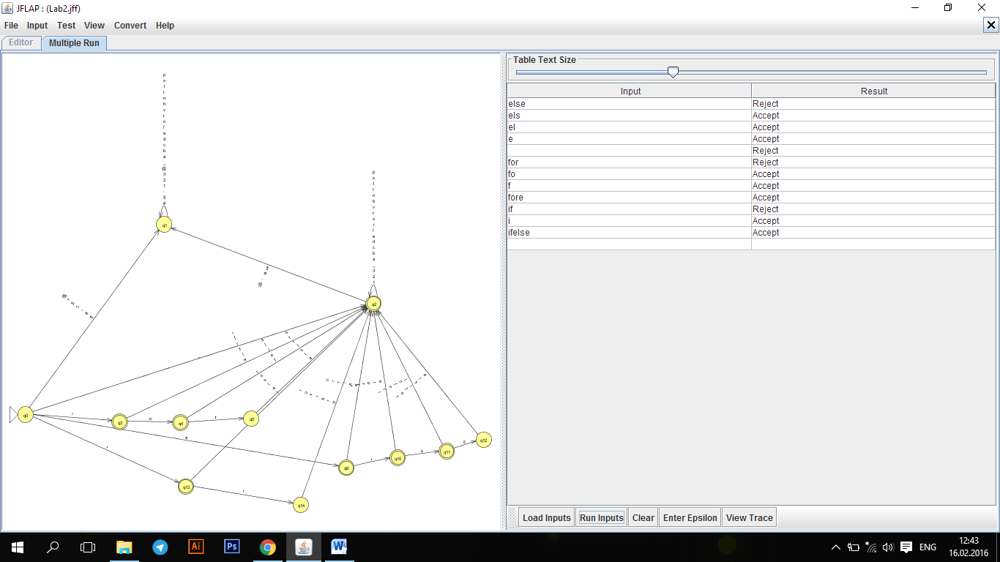 JFLAP : (Lab2.jff)
File Input Test View Convert Help
Editor Multiple Run
Table Text Size
Input Result
else Reject
els Accept
el Accept
e Accept
Reject
for Reject
fo Accept
f Accept
fore Accept
if Reject
i Accept
ifelse Accept
q1
q2
q0
q3
q4
q5
q9
q10
q11
q12
q13
q14
Load Inputs Run Inputs Clear Enter Epsilon View Trace
Ai Ps W
ENG
12:43
16.02.2016